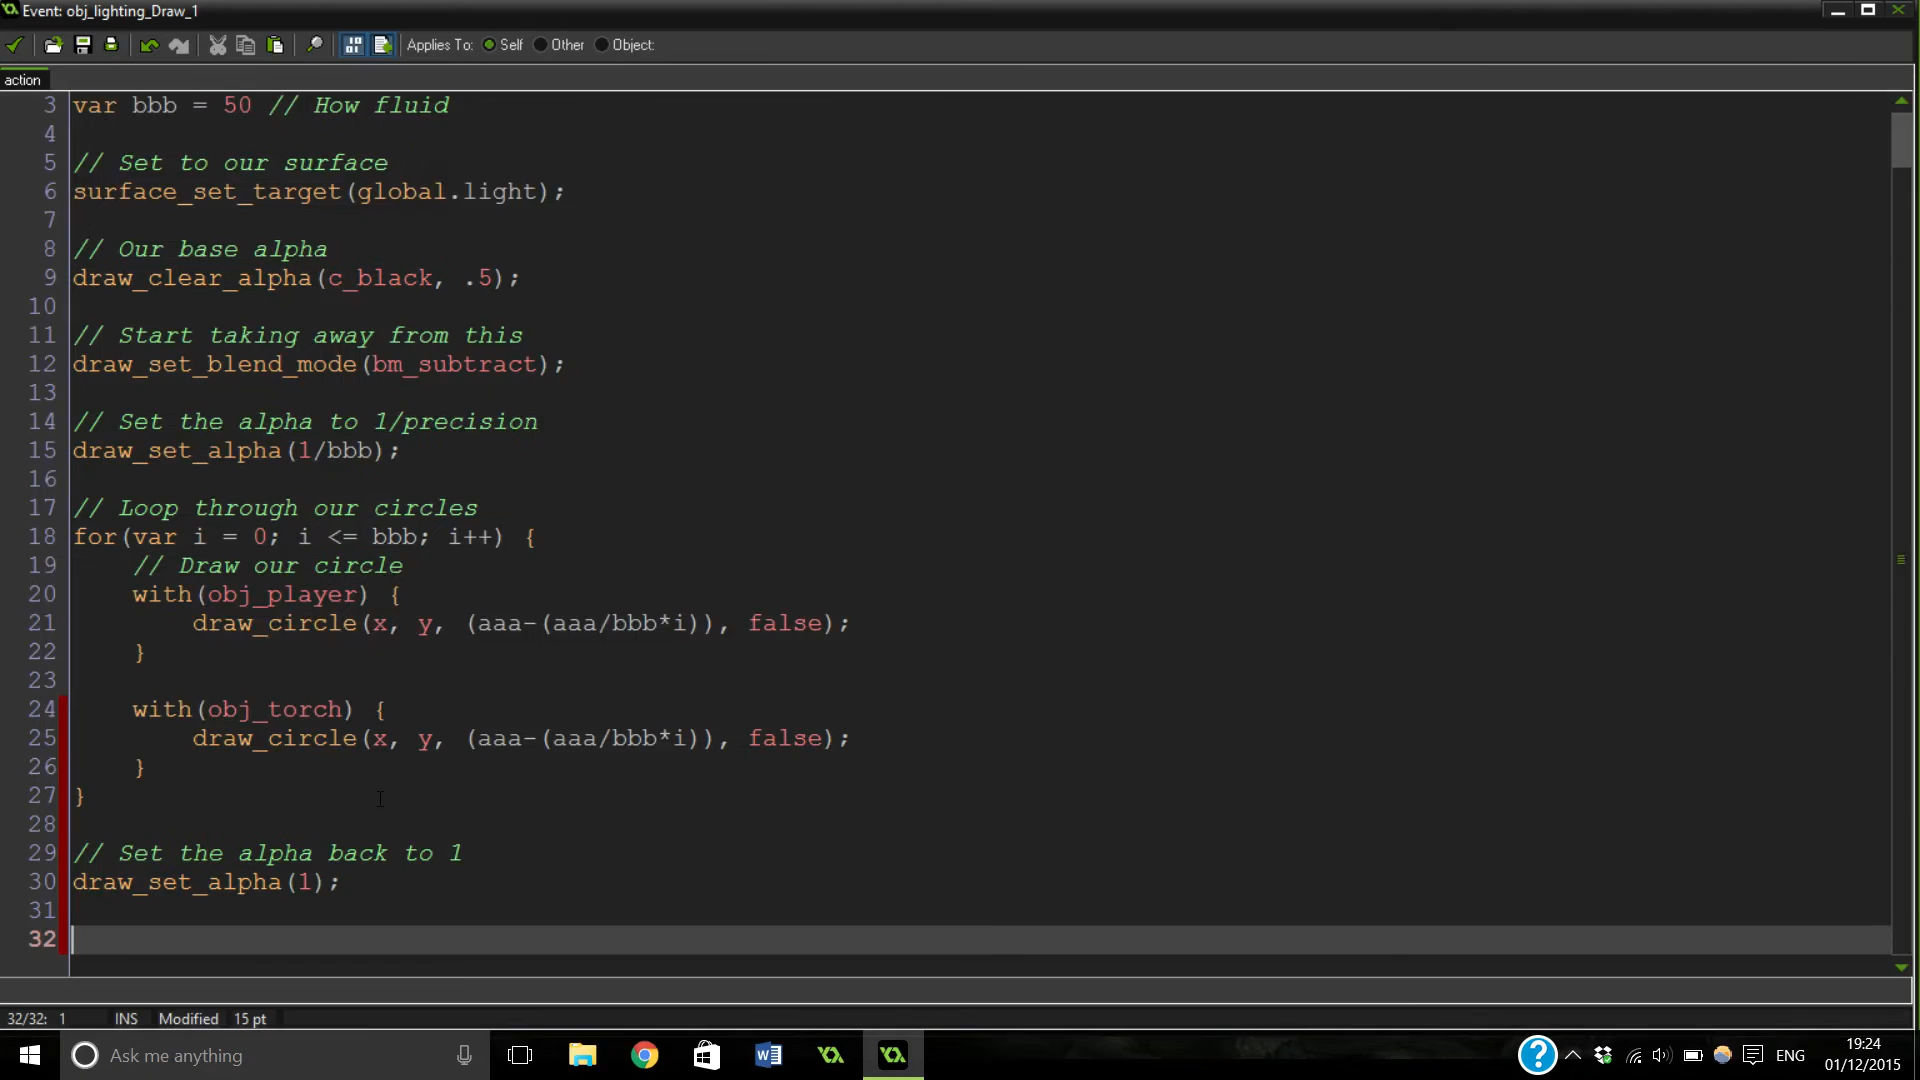 Event: obj_lighting_Draw_1
Applies To: Self Other Object:
action
3 var bbb = 50 // How fluid
4
5 // Set to our surface
6 surface_set_target(global.light);
7
8 // Our base alpha
9 draw_clear_alpha(c_black, .5);
10
11 // Start taking away from this
12 draw_set_blend_mode(bm_subtract);
13
14 // Set the alpha to 1/precision
15 draw_set_alpha(1/bbb);
16
17 // Loop through our circles
18 for(var i = 0; i <= bbb; i++) {
19 // Draw our circle
20 with(obj_player) {
21 draw_circle(x, y, (aaa-(aaa/bbb*i)), false);
22 }
23
24 with(obj_torch) {
25 draw_circle(x, y, (aaa-(aaa/bbb*i)), false);
26 }
27 }
28
29 // Set the alpha back to 1
30 draw_set_alpha(1);
31
32
32/32: 1 INS Modified 15 pt
Ask me anything
ENG
19:24
01/12/2015